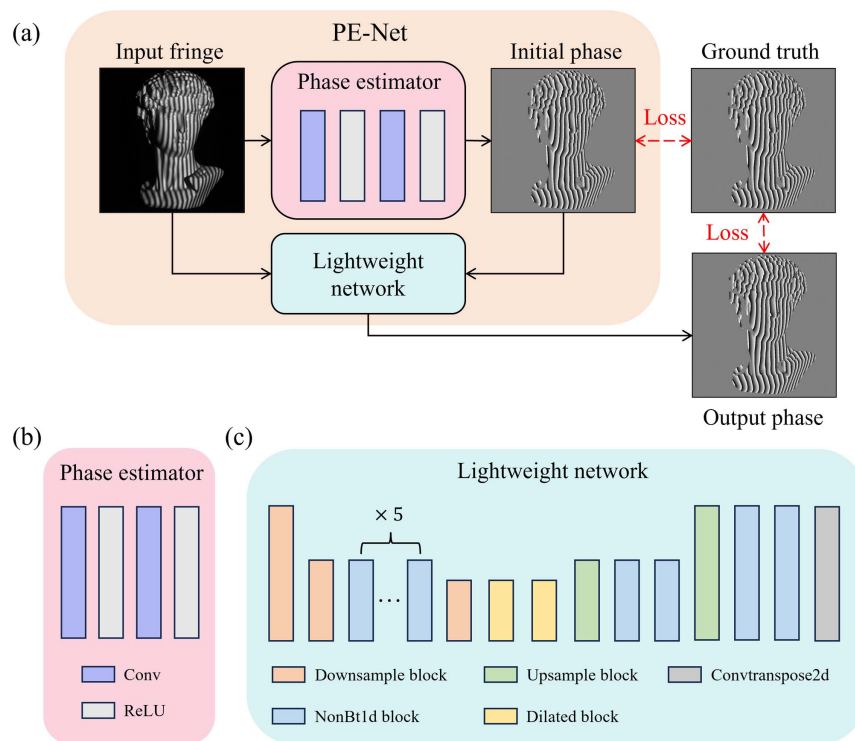 (a)
PE-Net
Input fringe
Phase estimator
Initial phase
Ground truth
Loss
Loss
Lightweight
network
Output phase
(b)
Phase estimator
Conv
ReLU
(c)
Lightweight network
× 5
...
Downsample block
Upsample block
Convtranspose2d
NonBt1d block
Dilated block